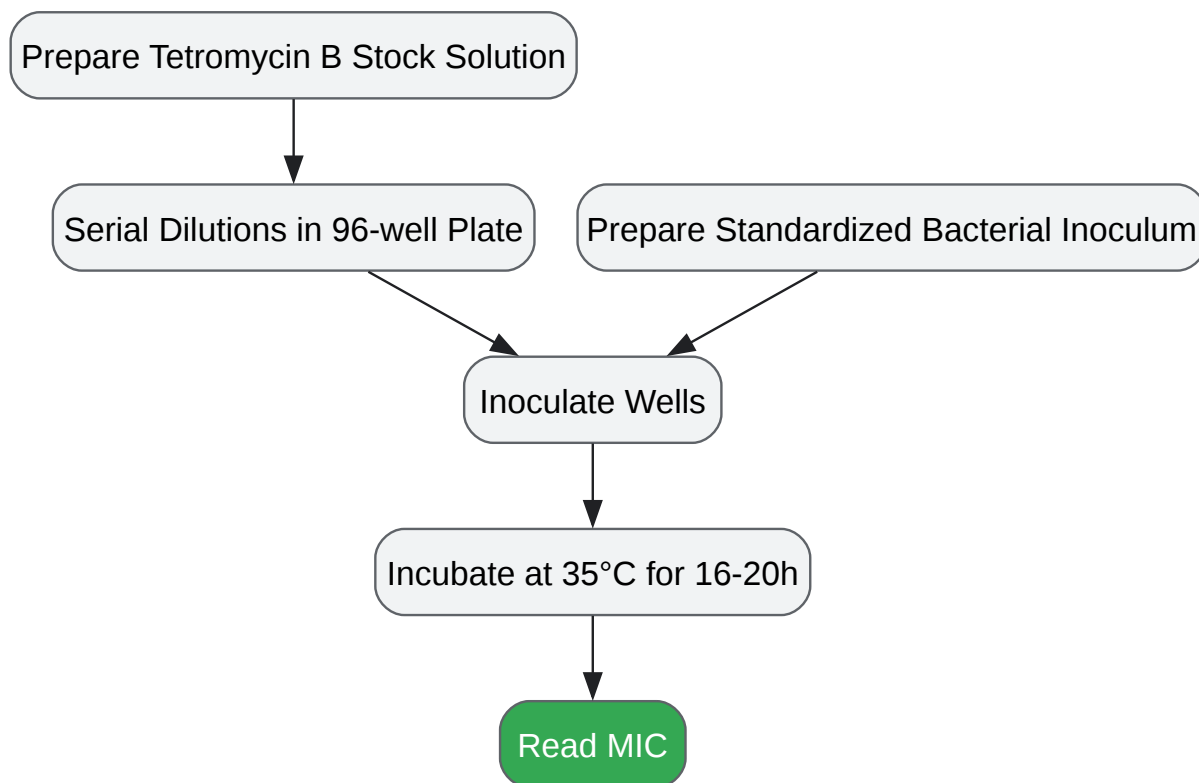 Prepare Tetromycin B Stock Solution
Serial Dilutions in 96-well Plate
Prepare Standardized Bacterial Inoculum
Inoculate Wells
Incubate at 35°C for 16-20h
Read MIC